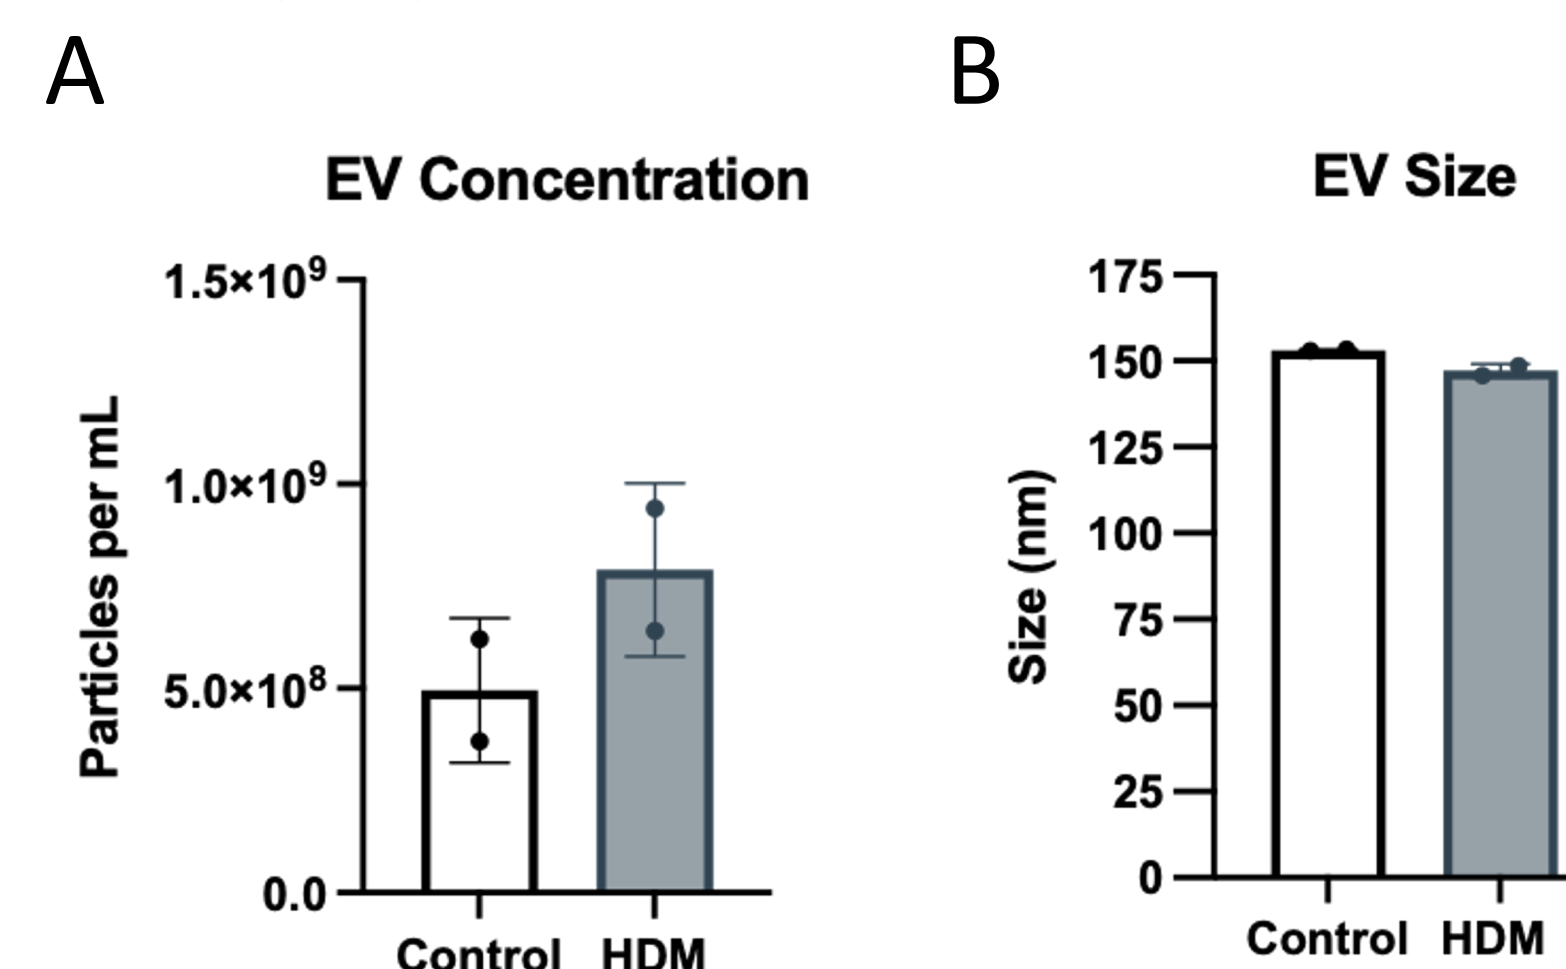 A
EV Concentration
Particles per mL
1.5×10⁹
1.0×10⁹
5.0×10⁸
0.0
Control HDM
B
EV Size
Size (nm)
175
150
125
100
75
50
25
0
Control HDM